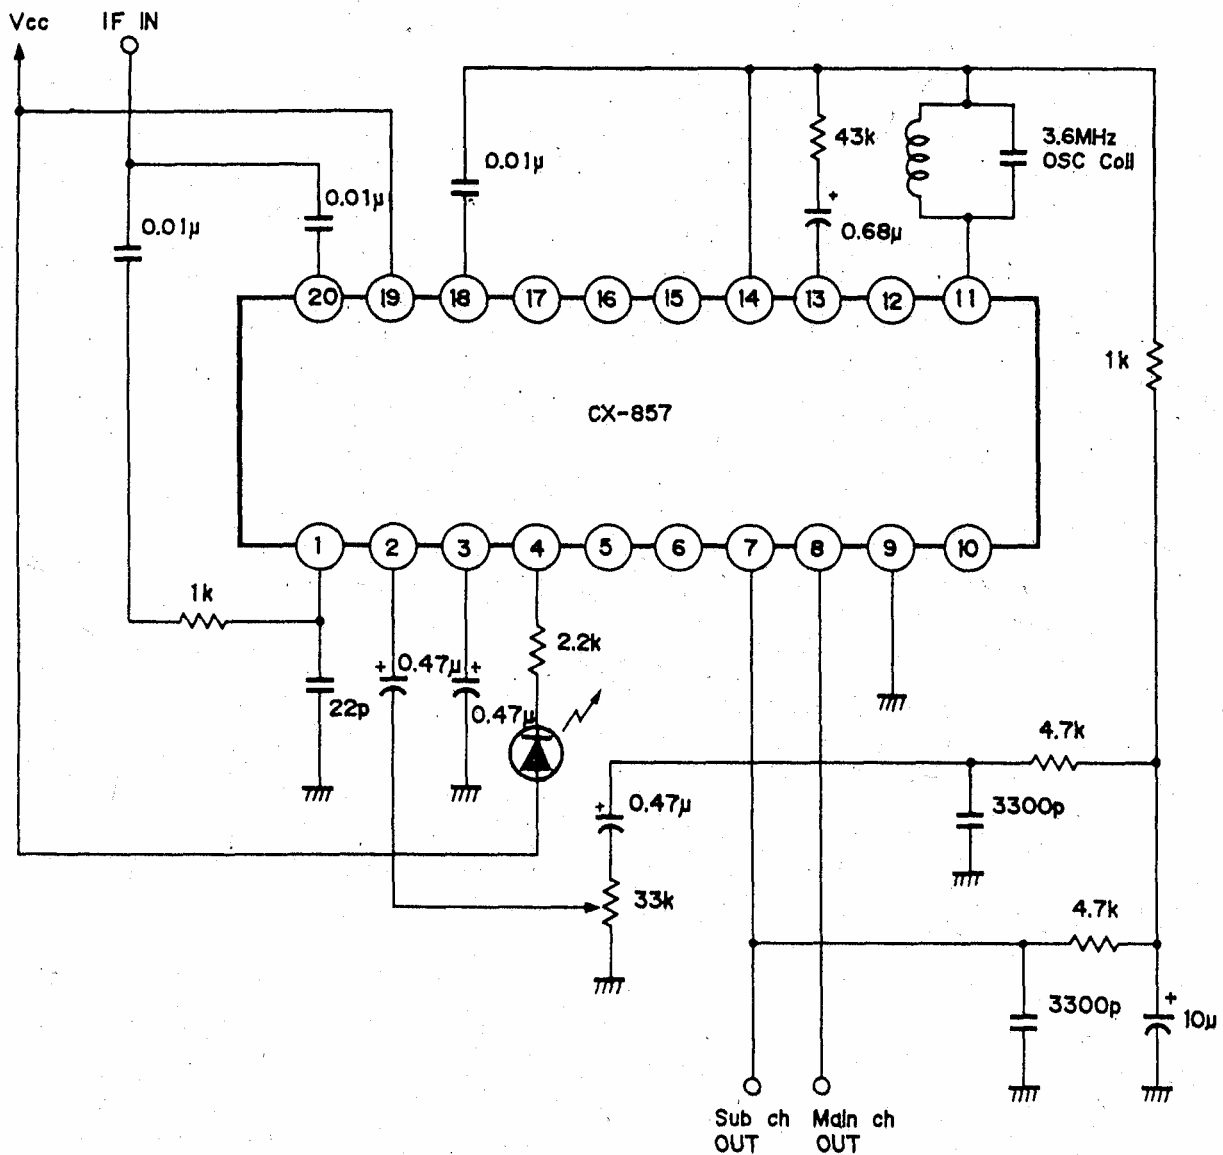 Vcc
IF IN
0.01µ
0.01µ
0.01µ
43k
+
0.68µ
3.6MHz
OSC Coil
20
19
18
17
16
15
14
13
12
11
1k
CX-857
1
2
3
4
5
6
7
8
9
10
1k
22p
+
0.47µ
+
0.47µ
2.2k
+
0.47µ
33k
4.7k
3300p
4.7k
3300p
+
10µ
Sub ch
OUT
Main ch
OUT